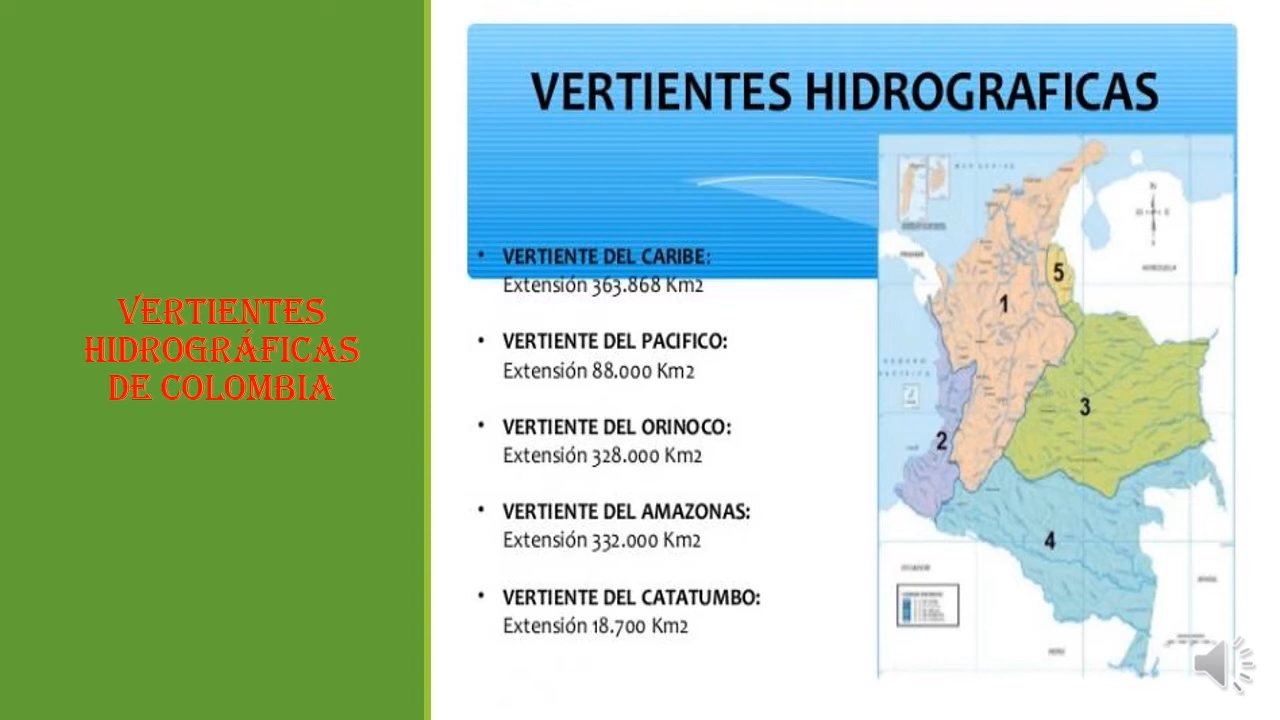 VERTIENTES
HIDROGRÁFICAS
DE COLOMBIA
VERTIENTES HIDROGRAFICAS
• VERTIENTE DEL CARIBE:
Extensión 363.868 Km2
• VERTIENTE DEL PACIFICO:
Extensión 88.000 Km2
• VERTIENTE DEL ORINOCO:
Extensión 328.000 Km2
• VERTIENTE DEL AMAZONAS:
Extensión 332.000 Km2
• VERTIENTE DEL CATATUMBO:
Extensión 18.700 Km2
N
5
1
3
2
4